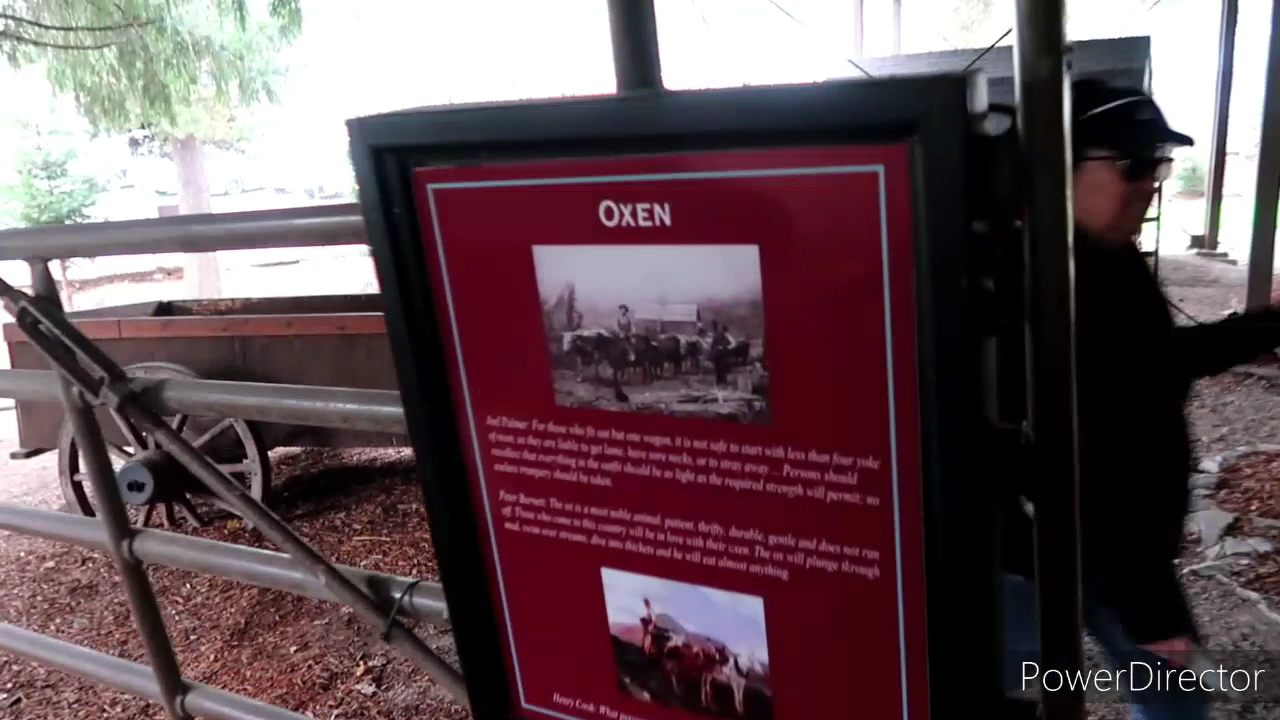 OXEN
Joel Palmer: For those who fit out but one wagon, it is not safe to start with less than four yoke
of oxen, as they are liable to get lame, have sore necks, or to stray away ... Persons should
recollect that everything in the outfit should be as light as the required strength will permit; no
useless trumpery should be taken.
Peter Burnett: The ox is a most noble animal, patient, thrifty, durable, gentle and does not run
off. Those who come to this country will be in love with their oxen. The ox will plunge through
mud, swim over streams, dive into thickets and he will eat almost anything.
Henry Cook: What
PowerDirector